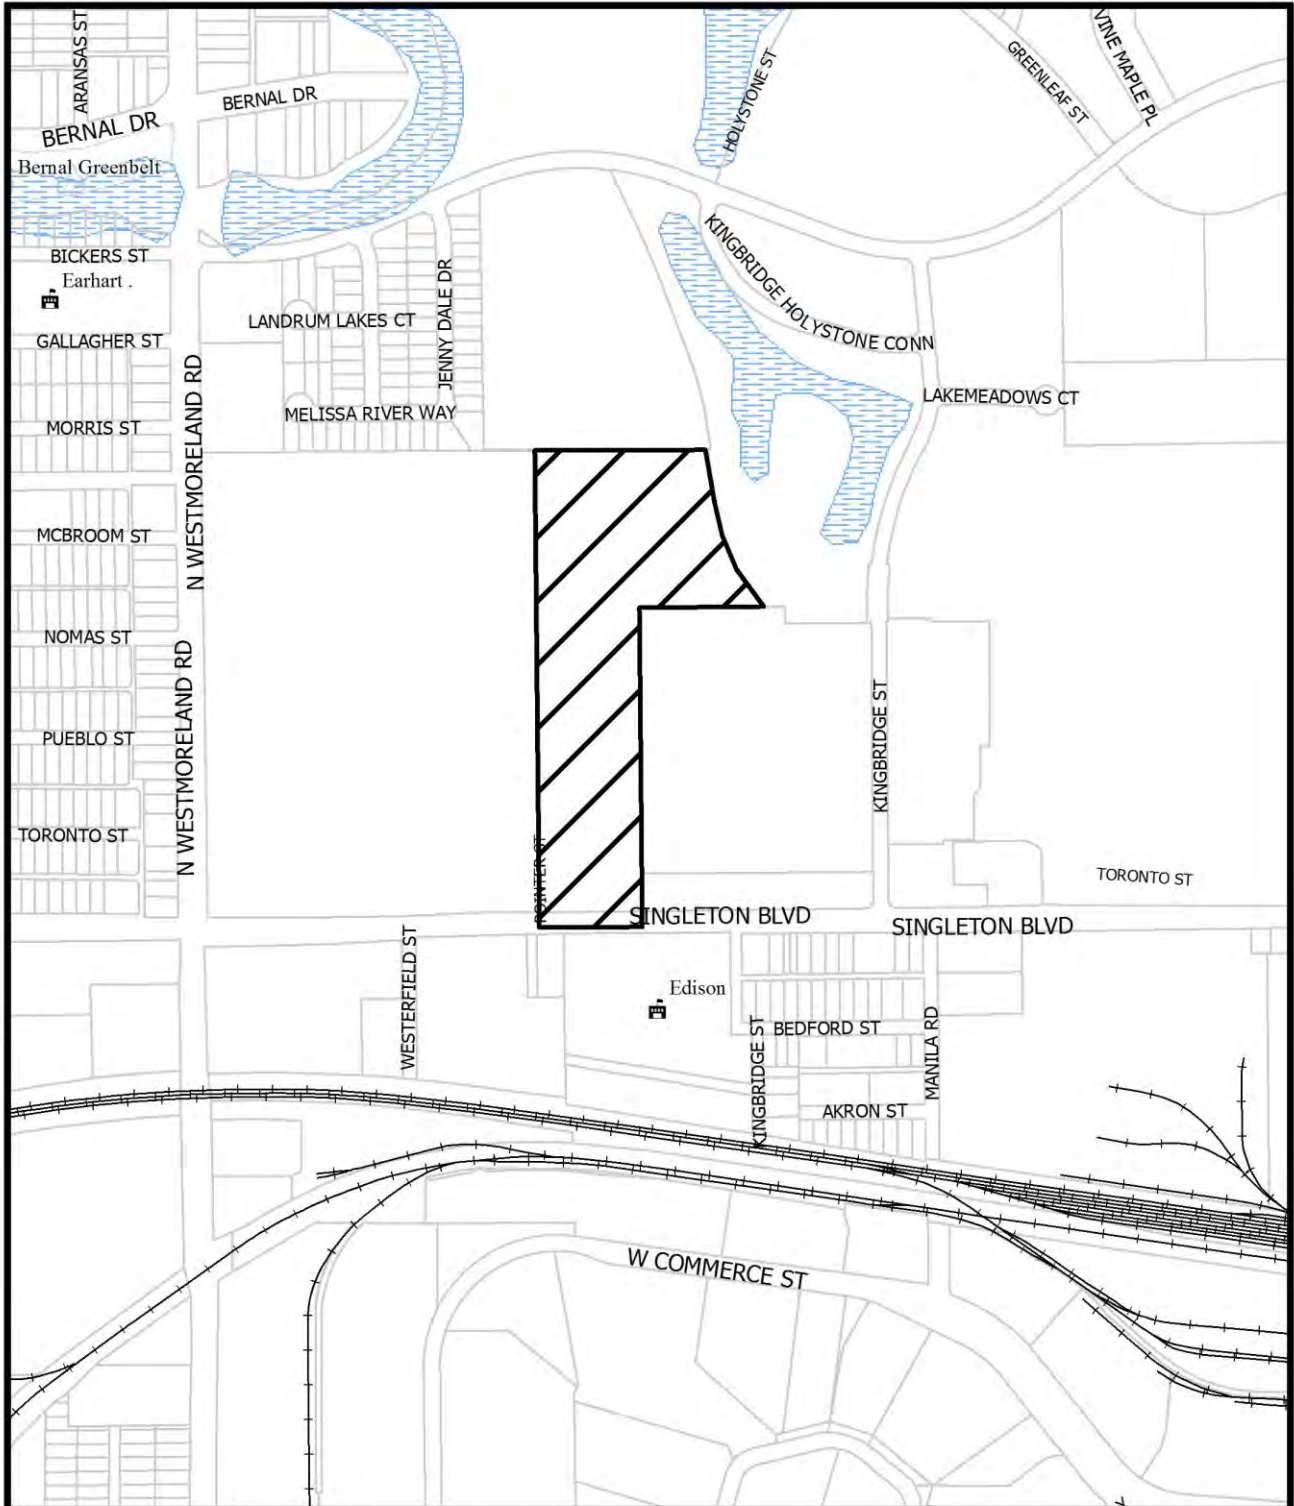 ARANSAS ST
VINE MAPLE PL
GREENLEAF ST
HOLYSTONE ST
BERNAL DR
BERNAL DR
Bernal Greenbelt
BICKERS ST
Earhart .
KINGBRIDGE HOLYSTONE CONN
LANDRUM LAKES CT
JENNY DALE DR
GALLAGHER ST
N WESTMORELAND RD
LAKEMEADOWS CT
MELISSA RIVER WAY
MORRIS ST
MCBROOM ST
NOMAS ST
N WESTMORELAND RD
PUEBLO ST
KINGBRIDGE ST
TORONTO ST
POINTER ST
TORONTO ST
SINGLETON BLVD
SINGLETON BLVD
WESTERFIELD ST
Edison
BEDFORD ST
KINGBRIDGE ST
MANILA RD
AKRON ST
W COMMERCE ST